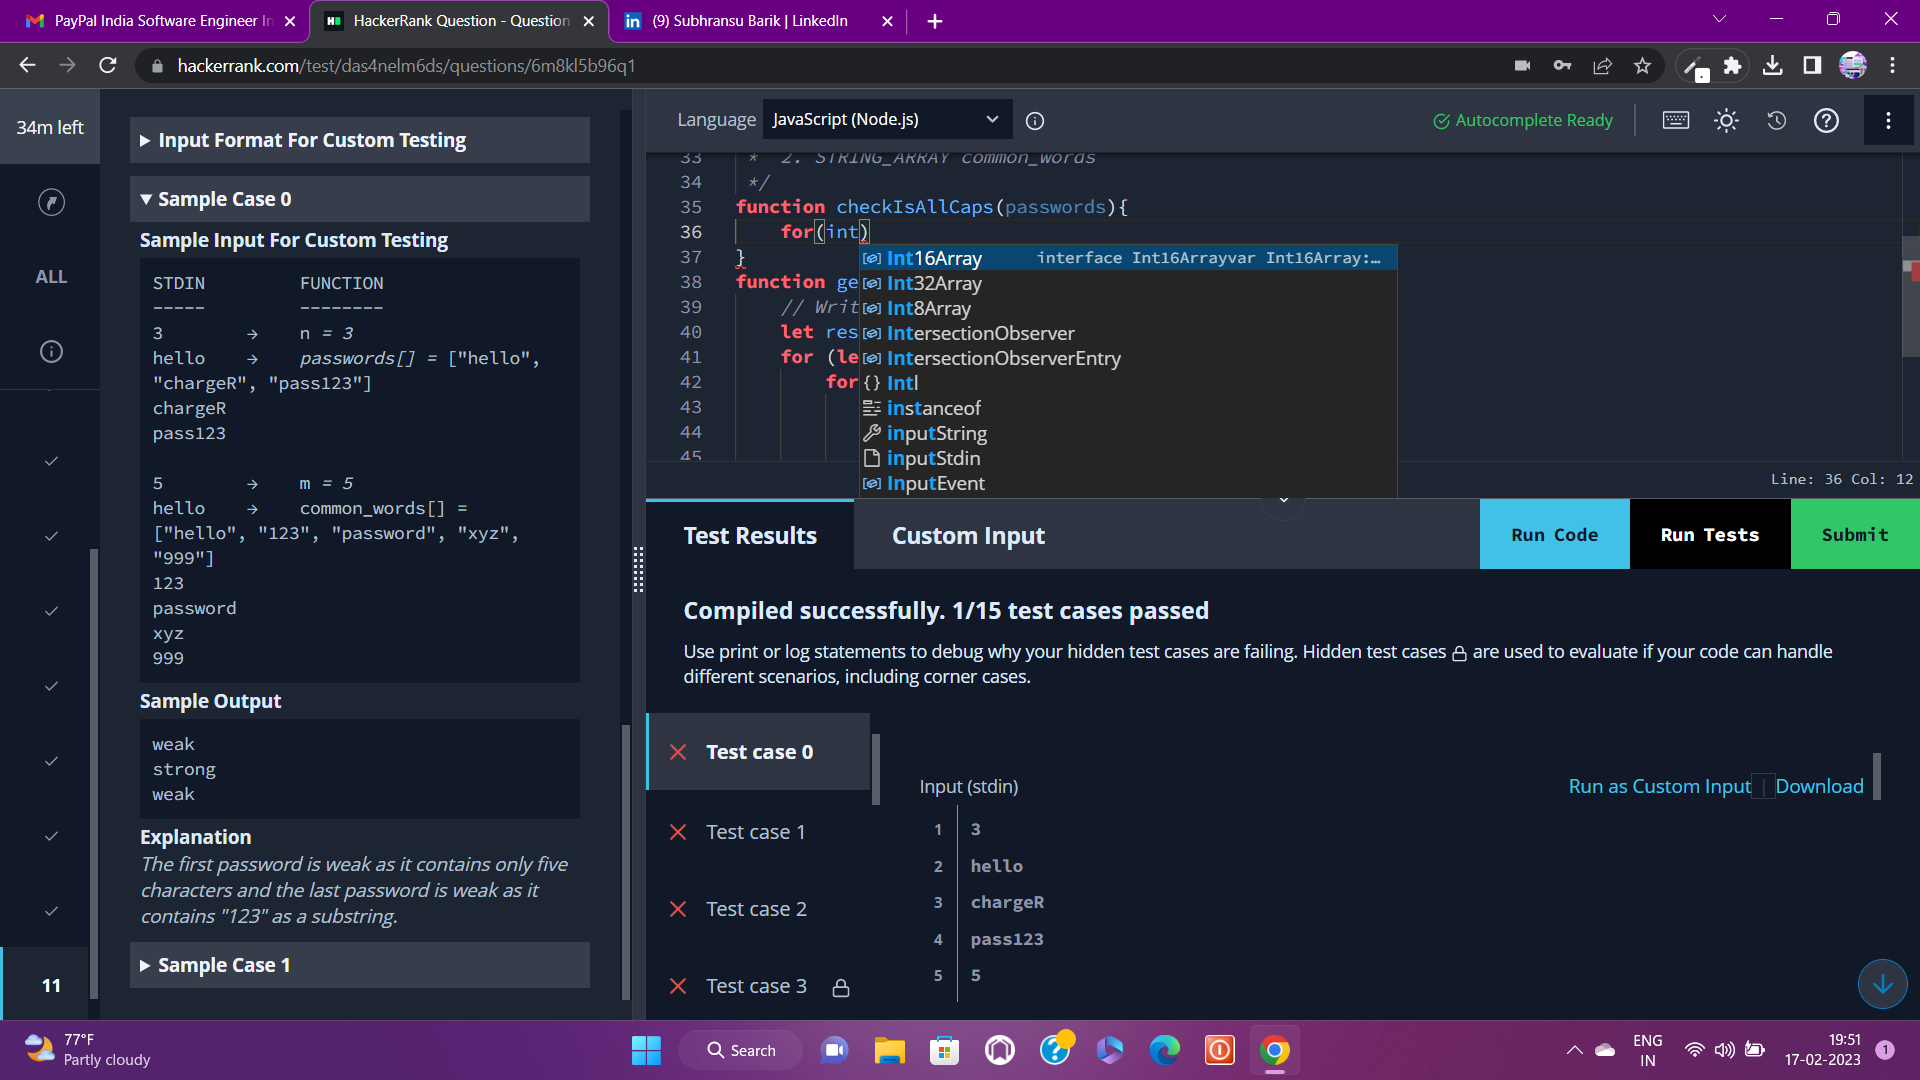 PayPal India Software Engineer In
HackerRank Question - Question
(9) Subhransu Barik | LinkedIn
hackerrank.com/test/das4nelm6ds/questions/6m8kl5b96q1
34m left
ALL
11
Input Format For Custom Testing
Sample Case 0
Sample Input For Custom Testing
STDIN FUNCTION
----- --------
3 → n = 3
hello → passwords[] = ["hello",
"chargeR", "pass123"]
chargeR
pass123
5 → m = 5
hello → common_words[] =
["hello", "123", "password", "xyz",
"999"]
123
password
xyz
999
Sample Output
weak
strong
weak
Explanation
The first password is weak as it contains only five
characters and the last password is weak as it
contains "123" as a substring.
Sample Case 1
Language JavaScript (Node.js)
Autocomplete Ready
33 * 2. STRING_ARRAY common_words
34 */
35 function checkIsAllCaps(passwords){
36 for(int)
37 }
38 function ge
39 // Writ
40 let res
41 for (le
42 for
43
44
45
Int16Array interface Int16Arrayvar Int16Array:…
Int32Array
Int8Array
IntersectionObserver
IntersectionObserverEntry
Intl
instanceof
inputString
inputStdin
InputEvent
Line: 36 Col: 12
Test Results
Custom Input
Run Code
Run Tests
Submit
Compiled successfully. 1/15 test cases passed
Use print or log statements to debug why your hidden test cases are failing. Hidden test cases are used to evaluate if your code can handle
different scenarios, including corner cases.
Test case 0
Test case 1
Test case 2
Test case 3
Input (stdin)
Run as Custom Input | Download
1 3
2 hello
3 chargeR
4 pass123
5 5
77°F
Partly cloudy
Search
ENG
IN
19:51
17-02-2023
1